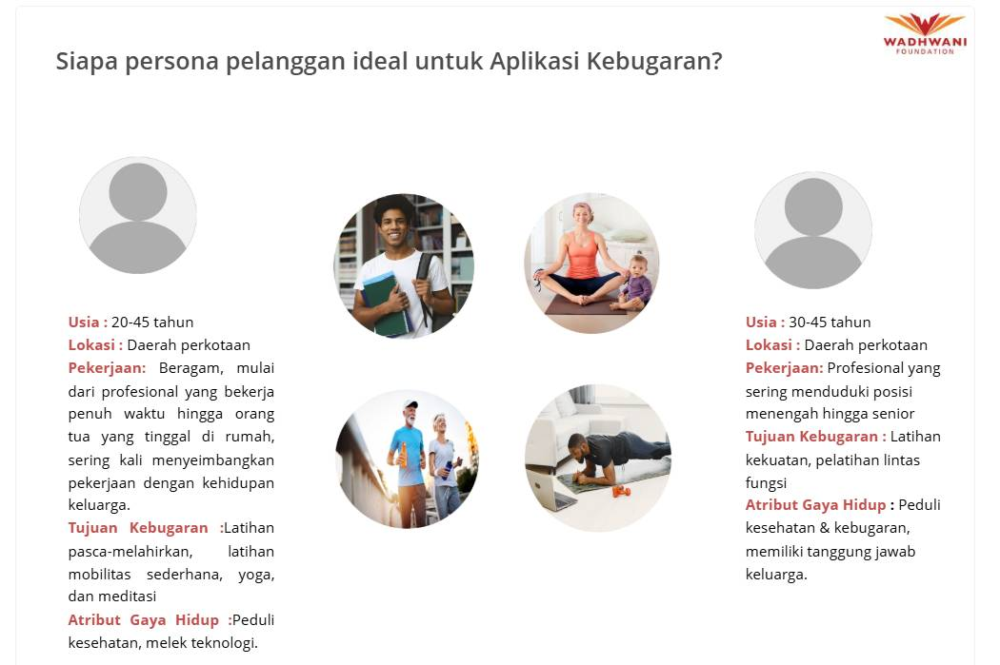 WADHWANI
FOUNDATION
Siapa persona pelanggan ideal untuk Aplikasi Kebugaran?
Usia : 20-45 tahun
Lokasi : Daerah perkotaan
Pekerjaan: Beragam, mulai
dari profesional yang bekerja
penuh waktu hingga orang
tua yang tinggal di rumah,
sering kali menyeimbangkan
pekerjaan dengan kehidupan
keluarga.
Tujuan Kebugaran :Latihan
pasca-melahirkan, latihan
mobilitas sederhana, yoga,
dan meditasi
Atribut Gaya Hidup :Peduli
kesehatan, melek teknologi.
Usia : 30-45 tahun
Lokasi : Daerah perkotaan
Pekerjaan: Profesional yang
sering menduduki posisi
menengah hingga senior
Tujuan Kebugaran : Latihan
kekuatan, pelatihan lintas
fungsi
Atribut Gaya Hidup : Peduli
kesehatan & kebugaran,
memiliki tanggung jawab
keluarga.